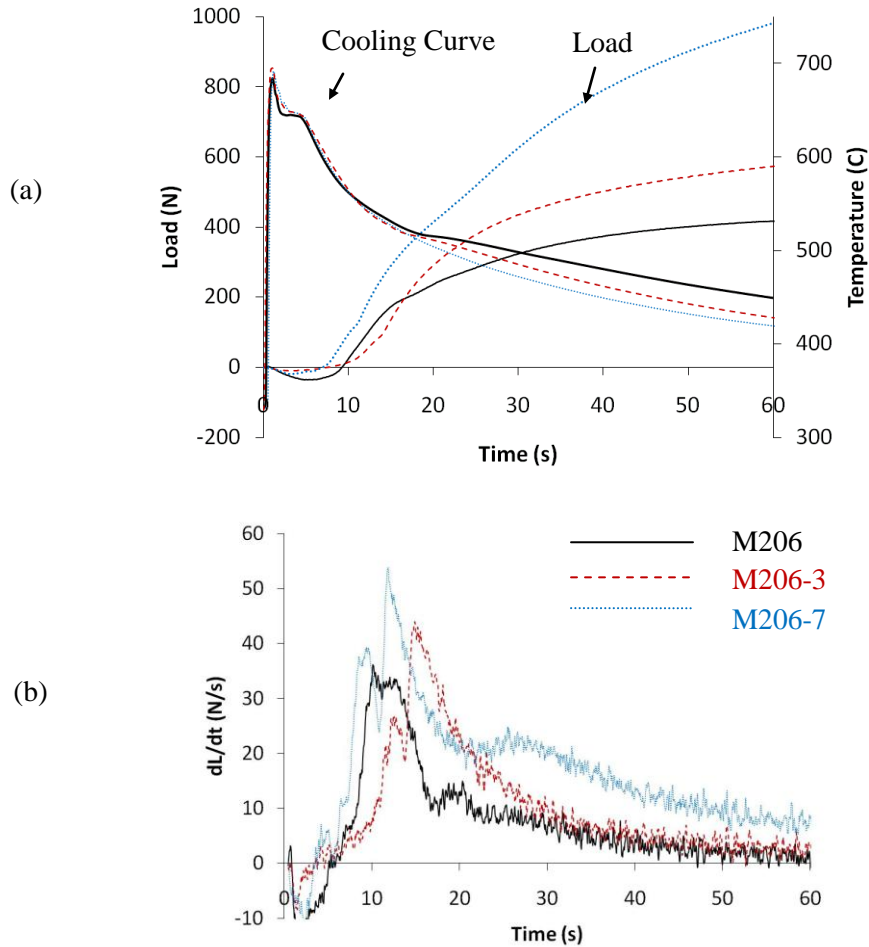 (a)
Cooling Curve
Load
Load (N)
1000
800
600
400
200
0
-200
0
10
20
30
40
50
60
Time (s)
700
600
500
400
300
Temperature (C)
(b)
M206
M206-3
M206-7
dL/dt (N/s)
60
50
40
30
20
10
0
-10
0
10
20
30
40
50
60
Time (s)